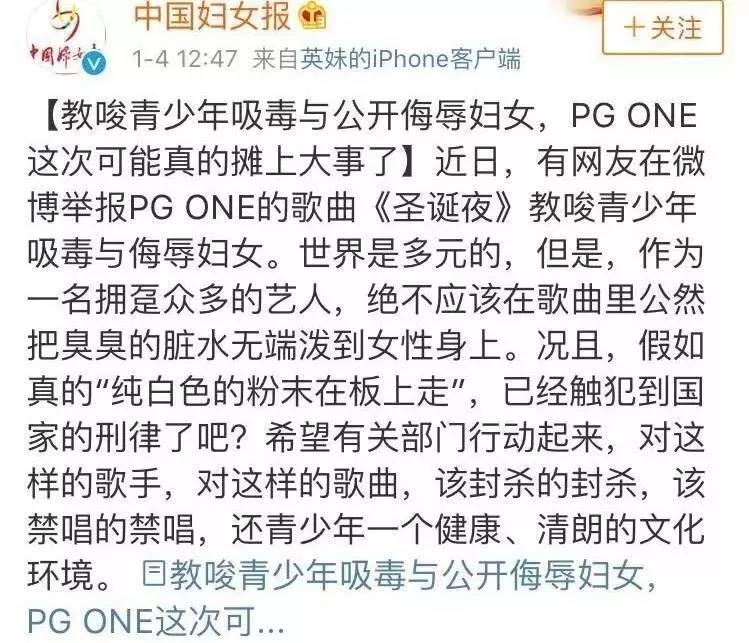 中国妇女报
中国妇女
+关注
1-4 12:47 来自英妹的iPhone客户端
【教唆青少年吸毒与公开侮辱妇女，PG ONE
这次可能真的摊上大事了】近日，有网友在微
博举报PG ONE的歌曲《圣诞夜》教唆青少年
吸毒与侮辱妇女。世界是多元的，但是，作为
一名拥趸众多的艺人，绝不应该在歌曲里公然
把臭臭的脏水无端泼到女性身上。况且，假如
真的“纯白色的粉末在板上走”，已经触犯到国
家的刑律了吧？希望有关部门行动起来，对这
样的歌手，对这样的歌曲，该封杀的封杀，该
禁唱的禁唱，还青少年一个健康、清朗的文化
环境。 教唆青少年吸毒与公开侮辱妇女，
PG ONE这次可...